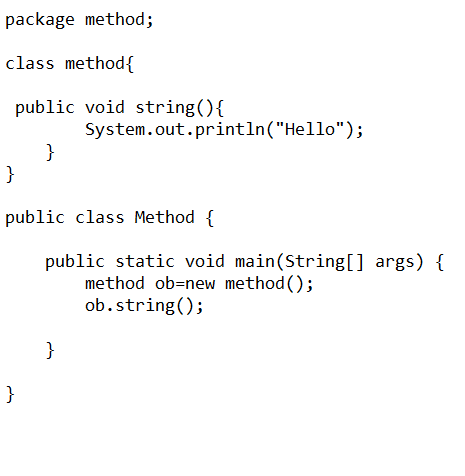 package method;
class method{
public void string(){
System.out.println("Hello");
}
}
public class Method {
public static void main(String[] args) {
method ob=new method();
ob.string();
}
}